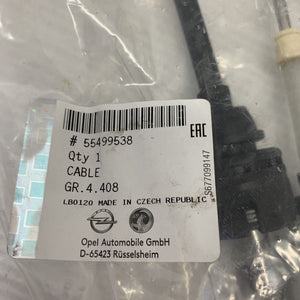 # 55499538
Qty 1
CABLE
GR.4.408
LB0120 MADE IN CZECH REPUBLIC
Opel Automobile GmbH
D-65423 Rüsselsheim
EAC
S677099147